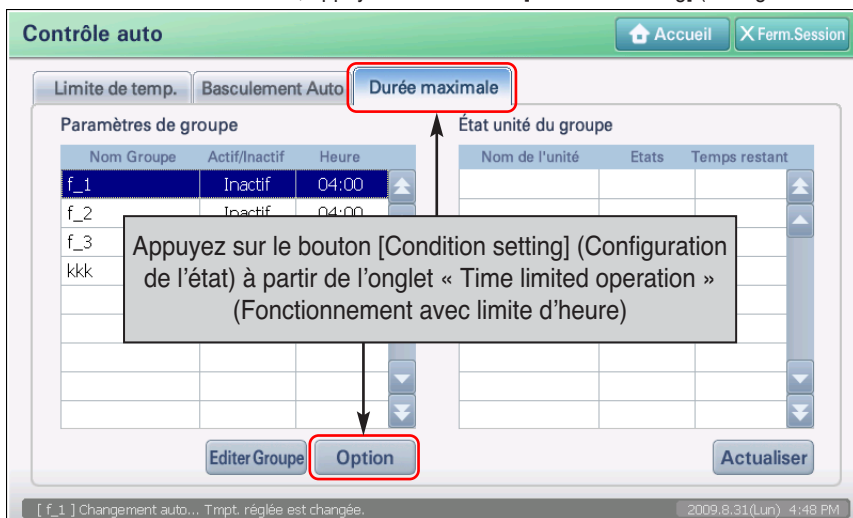 Contrôle auto
Accueil
X Ferm.Session
Limite de temp.
Basculement Auto
Durée maximale
Paramètres de groupe
État unité du groupe
Nom Groupe Actif/Inactif Heure
Nom de l'unité Etats Temps restant
f_1 Inactif 04:00
f_2 Inactif 04:00
f_3
kkk
Appuyez sur le bouton [Condition setting] (Configuration
de l'état) à partir de l'onglet « Time limited operation »
(Fonctionnement avec limite d'heure)
Editer Groupe
Option
Actualiser
[ f_1 ] Changement auto... Tmpt. réglée est changée.
2009.8.31(Lun) 4:48 PM